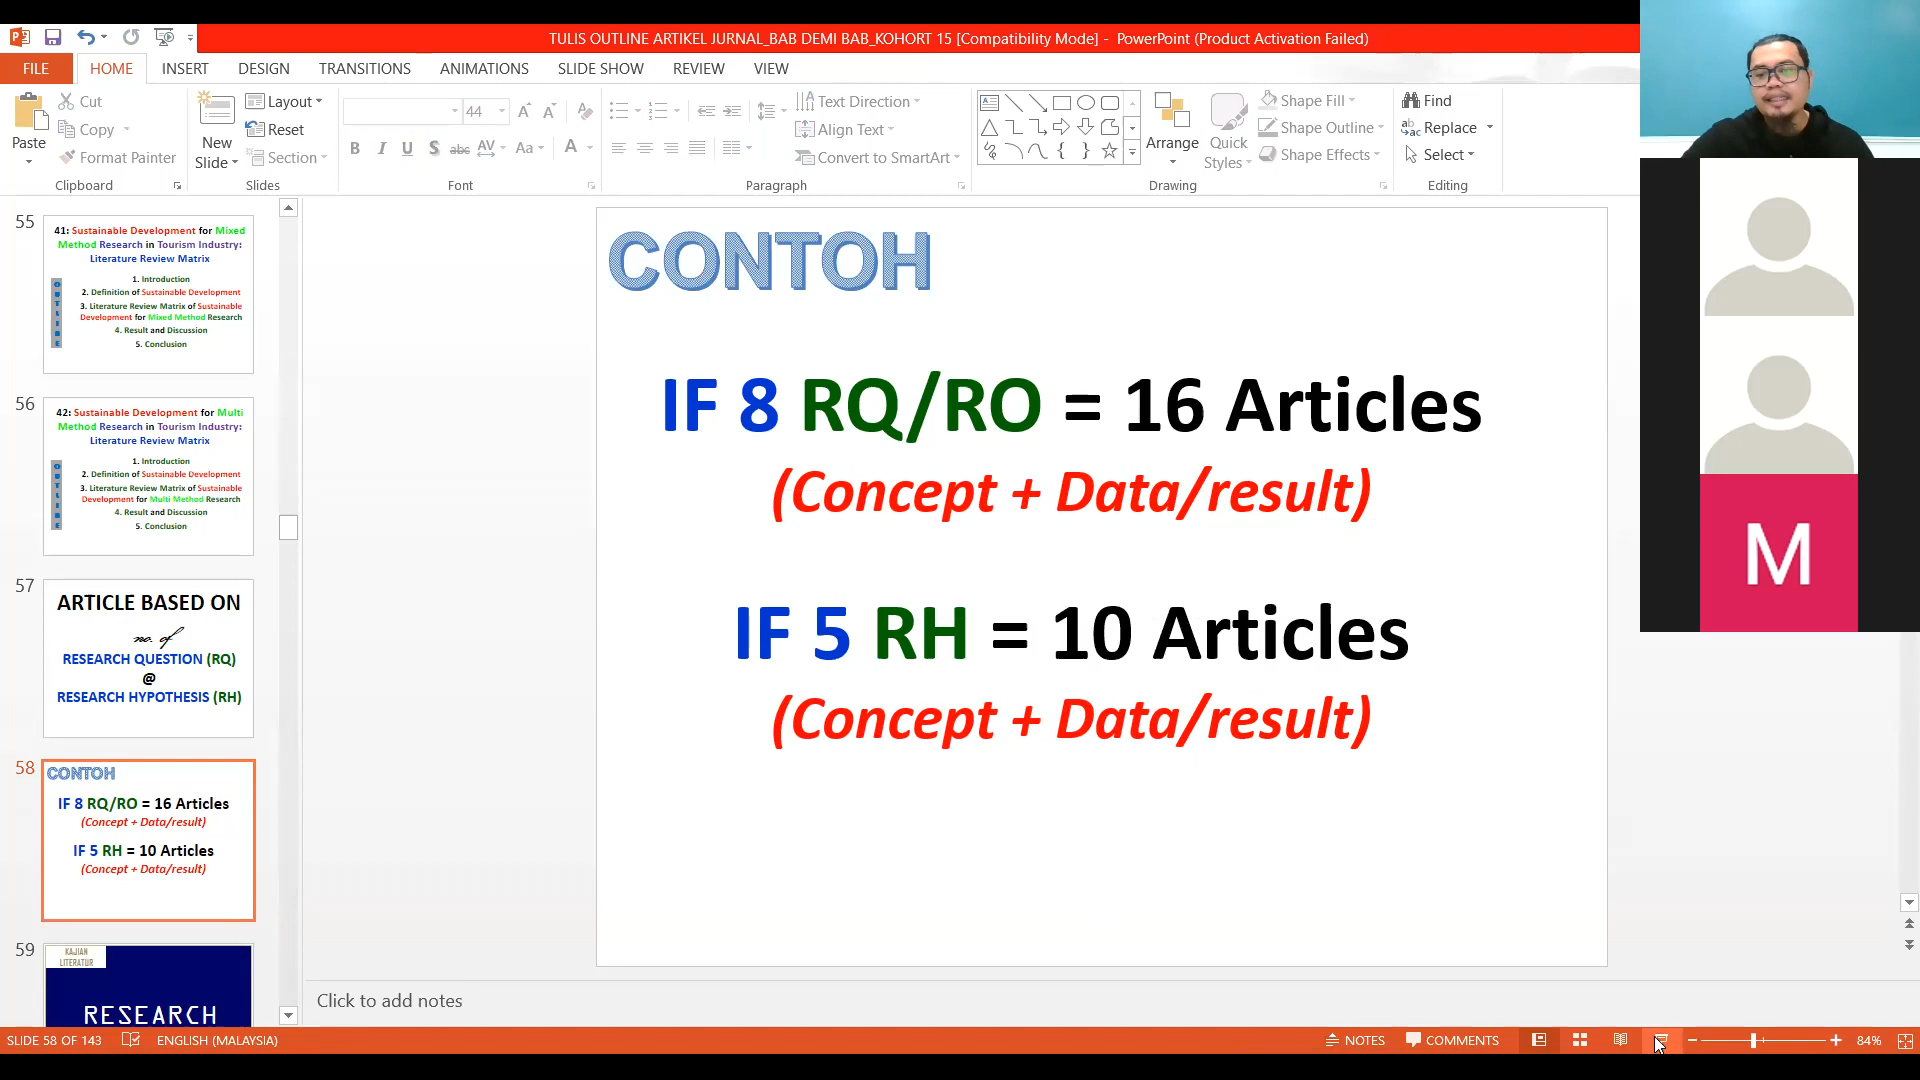 TULIS OUTLINE ARTIKEL JURNAL_BAB DEMI BAB_KOHORT 15 [Compatibility Mode] - PowerPoint (Product Activation Failed)
FILE HOME INSERT DESIGN TRANSITIONS ANIMATIONS SLIDE SHOW REVIEW VIEW
Paste
Cut
Copy
Format Painter
Clipboard
New
Slide
Layout
Reset
Section
Slides
44
B I U S abc AV Aa A
Font
Text Direction
Align Text
Convert to SmartArt
Paragraph
Arrange
Quick
Styles
Shape Fill
Shape Outline
Shape Effects
Drawing
Find
Replace
Select
Editing
55
41: Sustainable Development for Mixed
Method Research in Tourism Industry:
Literature Review Matrix
OUTLINE
1. Introduction
2. Definition of Sustainable Development
3. Literature Review Matrix of Sustainable
Development for Mixed Method Research
4. Result and Discussion
5. Conclusion
56
42: Sustainable Development for Multi
Method Research in Tourism Industry:
Literature Review Matrix
OUTLINE
1. Introduction
2. Definition of Sustainable Development
3. Literature Review Matrix of Sustainable
Development for Multi Method Research
4. Result and Discussion
5. Conclusion
57
ARTICLE BASED ON
no. of
RESEARCH QUESTION (RQ)
@
RESEARCH HYPOTHESIS (RH)
58
CONTOH
IF 8 RQ/RO = 16 Articles
(Concept + Data/result)
IF 5 RH = 10 Articles
(Concept + Data/result)
59
KAJIAN
LITERATUR
RESEARCH
CONTOH
IF 8 RQ/RO = 16 Articles
(Concept + Data/result)
IF 5 RH = 10 Articles
(Concept + Data/result)
M
Click to add notes
SLIDE 58 OF 143 ENGLISH (MALAYSIA) NOTES COMMENTS 84%